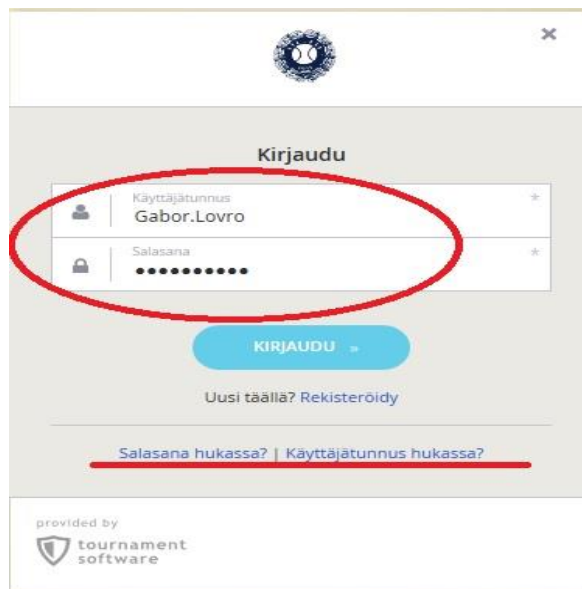 Kirjaudu
Käyttäjätunnus *
Gabor.Lovro
Salasana *
••••••••••
KIRJAUDU »
Uusi täällä? Rekisteröidy
Salasana hukassa? | Käyttäjätunnus hukassa?
provided by
tournament
software